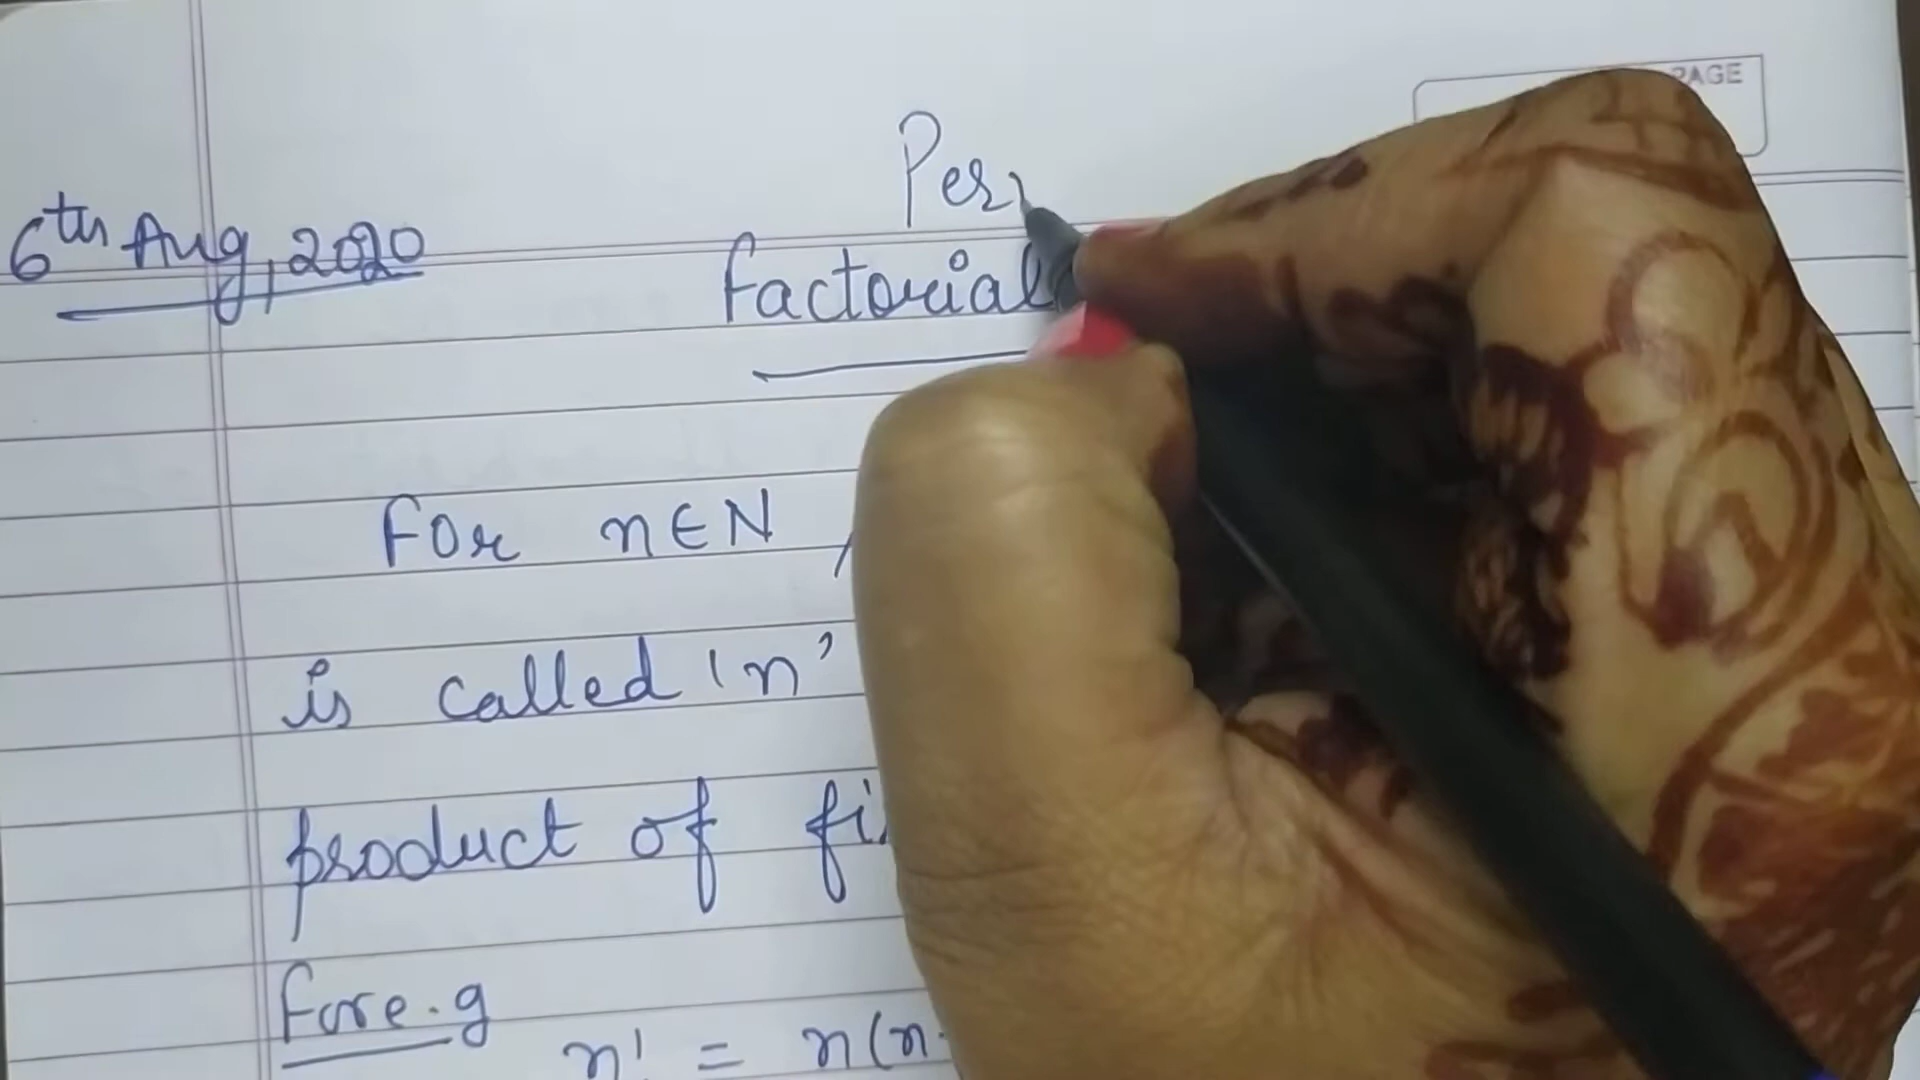 PAGE
Per
6th Aug, 2020
Factorial
For n∈N ,
is called 'n'
product of fi
For e.g
n! = n(n-